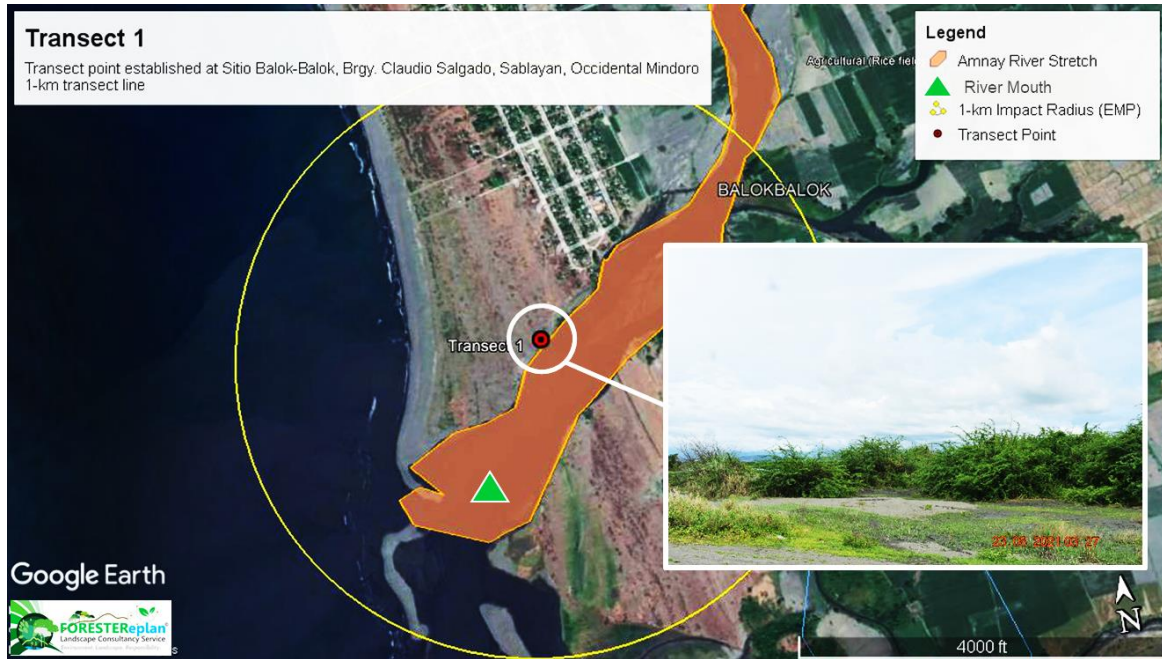 Transect 1
Transect point established at Sitio Balok-Balok, Brgy. Claudio Salgado, Sablayan, Occidental Mindoro
1-km transect line
Legend
Amnay River Stretch
River Mouth
1-km Impact Radius (EMP)
Transect Point
Agricultural (Rice fiel
BALOKBALOK
Transect 1
Google Earth
FORESTEReplan
Landscape Consultancy Service
N
4000 ft